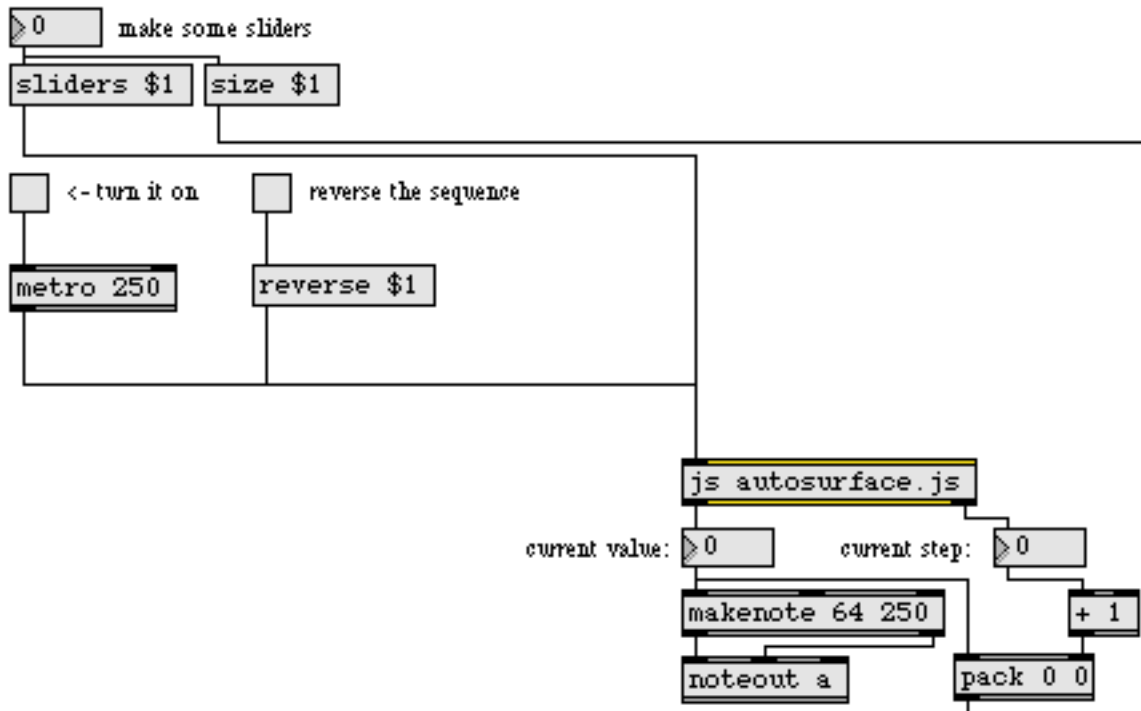 0 make some sliders
sliders $1 size $1
<- turn it on reverse the sequence
metro 250 reverse $1
js autosurface.js
current value: 0 current step: 0
makenote 64 250 + 1
noteout a pack 0 0